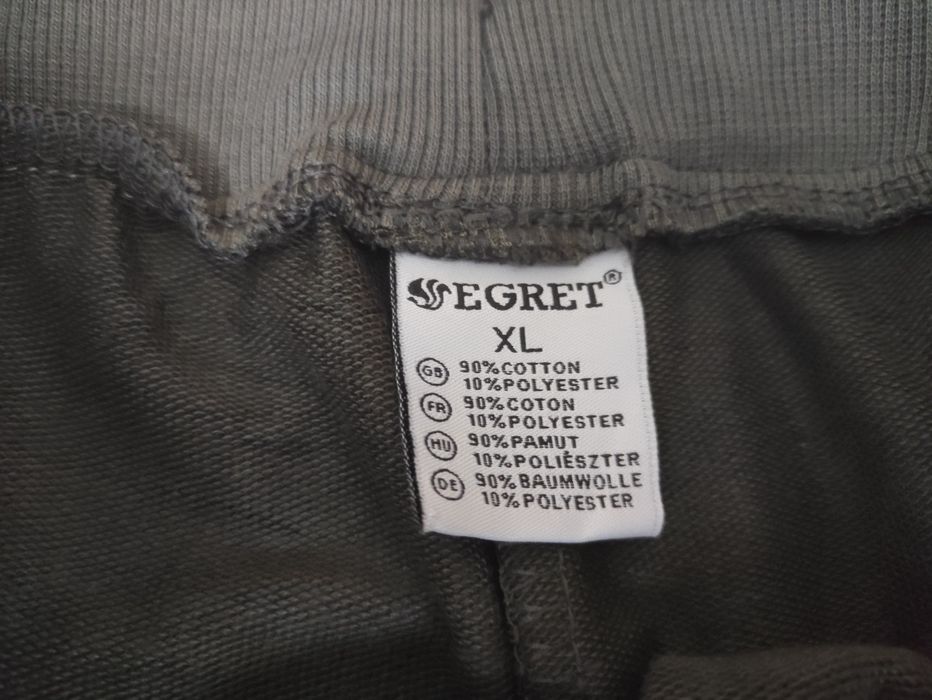 EGRET®
XL
GB 90%COTTON
10%POLYESTER
FR 90%COTON
10%POLYESTER
HU 90%PAMUT
10%POLIÉSZTER
DE 90%BAUMWOLLE
10%POLYESTER